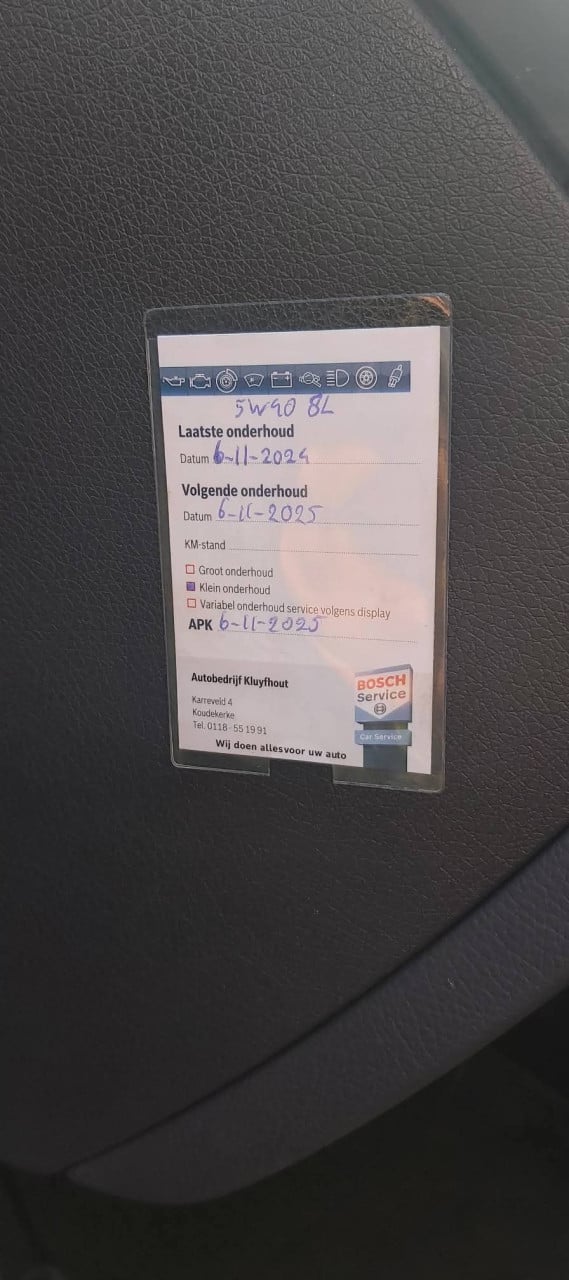 5W40 8L
Laatste onderhoud
Datum 6-11-2024
Volgende onderhoud
Datum 6-11-2025
KM-stand
Groot onderhoud
Klein onderhoud
Variabel onderhoud service volgens display
APK 6-11-2025
Autobedrijf Kluyfhout
Karreveld 4
Koudekerke
Tel. 0118-55 19 91
Wij doen alles voor uw auto
BOSCH
Service
Car Service